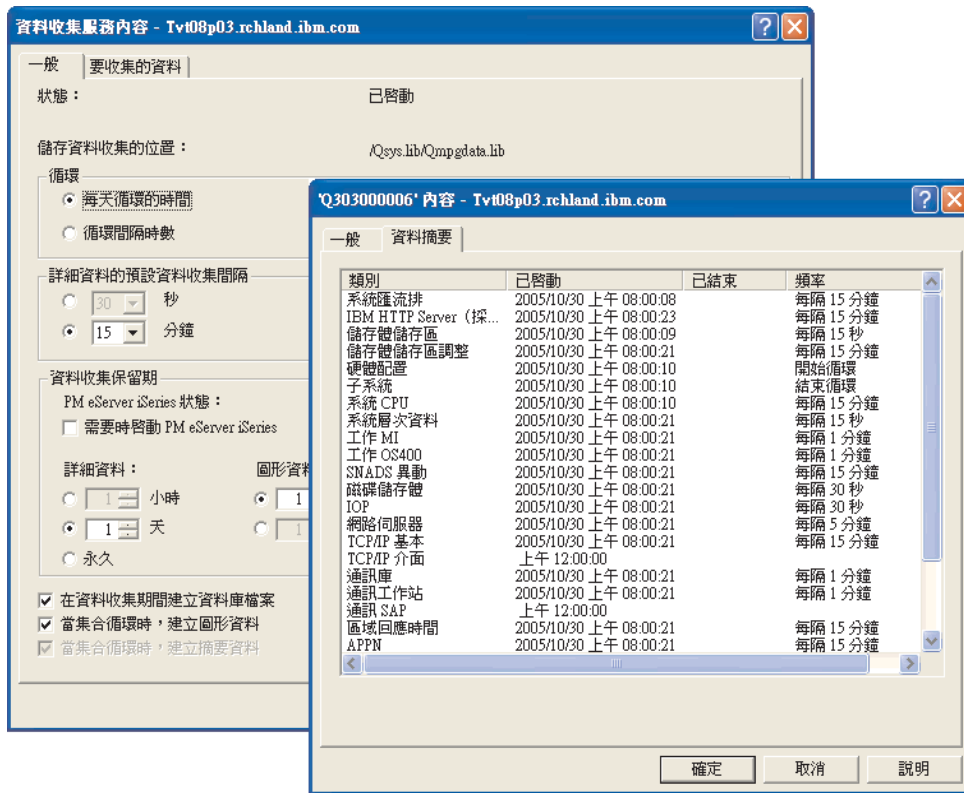 資料收集服務內容 - Tvt08p03.rchland.ibm.com
一般 要收集的資料
狀態： 已啓動
儲存資料收集的位置： /Qsys.lib/Qmpgdata.lib
循環
每天循環的時間
循環間隔時數
詳細資料的預設資料收集間隔
30 秒
15 分鐘
資料收集保留期
PM eServer iSeries 狀態：
需要時啓動 PM eServer iSeries
詳細資料： 圖形資料
1 小時 1
1 天 1
永久
在資料收集期間建立資料庫檔案
當集合循環時，建立圖形資料
當集合循環時，建立摘要資料
'Q303000006' 內容 - Tvt08p03.rchland.ibm.com
一般 資料摘要
類別 已啓動 已結束 頻率
系統匯流排 2005/10/30 上午 08:00:08 每隔 15 分鐘
IBM HTTP Server（採... 2005/10/30 上午 08:00:23 每隔 15 分鐘
儲存體儲存區 2005/10/30 上午 08:00:09 每隔 15 秒
儲存體儲存區調整 2005/10/30 上午 08:00:21 每隔 15 分鐘
硬體配置 2005/10/30 上午 08:00:10 開始循環
子系統 2005/10/30 上午 08:00:10 結束循環
系統 CPU 2005/10/30 上午 08:00:10 每隔 15 分鐘
系統層次資料 2005/10/30 上午 08:00:21 每隔 15 秒
工作 MI 2005/10/30 上午 08:00:21 每隔 1 分鐘
工作 OS400 2005/10/30 上午 08:00:21 每隔 1 分鐘
SNADS 異動 2005/10/30 上午 08:00:21 每隔 15 分鐘
磁碟儲存體 2005/10/30 上午 08:00:21 每隔 30 秒
IOP 2005/10/30 上午 08:00:21 每隔 30 秒
網路伺服器 2005/10/30 上午 08:00:21 每隔 5 分鐘
TCP/IP 基本 2005/10/30 上午 08:00:21 每隔 15 分鐘
TCP/IP 介面 上午 12:00:00
通訊庫 2005/10/30 上午 08:00:21 每隔 1 分鐘
通訊工作站 2005/10/30 上午 08:00:21 每隔 1 分鐘
通訊 SAP 上午 12:00:00
區域回應時間 2005/10/30 上午 08:00:21 每隔 15 分鐘
APPN 2005/10/30 上午 08:00:21 每隔 15 分鐘
確定 取消 說明